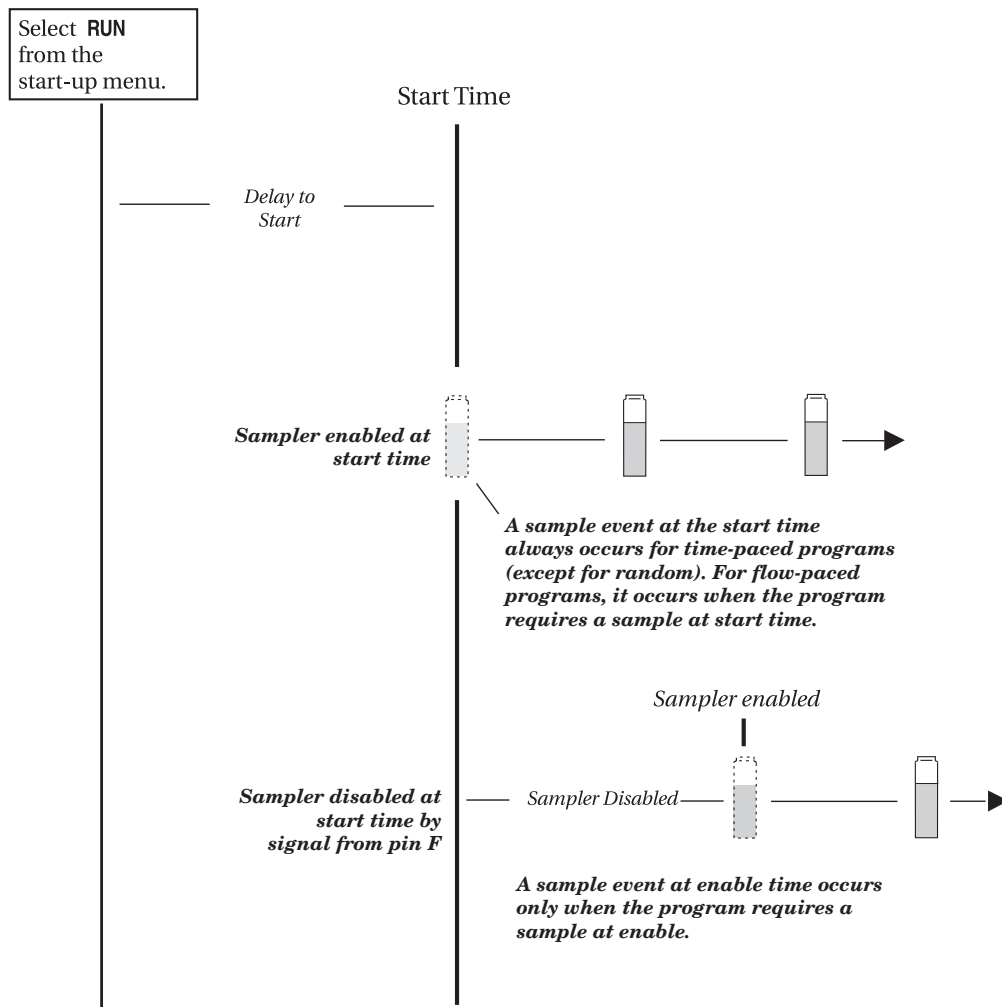 Select RUN
from the
start-up menu.
Start Time
Delay to
Start
Sampler enabled at
start time
A sample event at the start time
always occurs for time-paced programs
(except for random). For flow-paced
programs, it occurs when the program
requires a sample at start time.
Sampler enabled
Sampler disabled at
start time by
signal from pin F
Sampler Disabled
A sample event at enable time occurs
only when the program requires a
sample at enable.